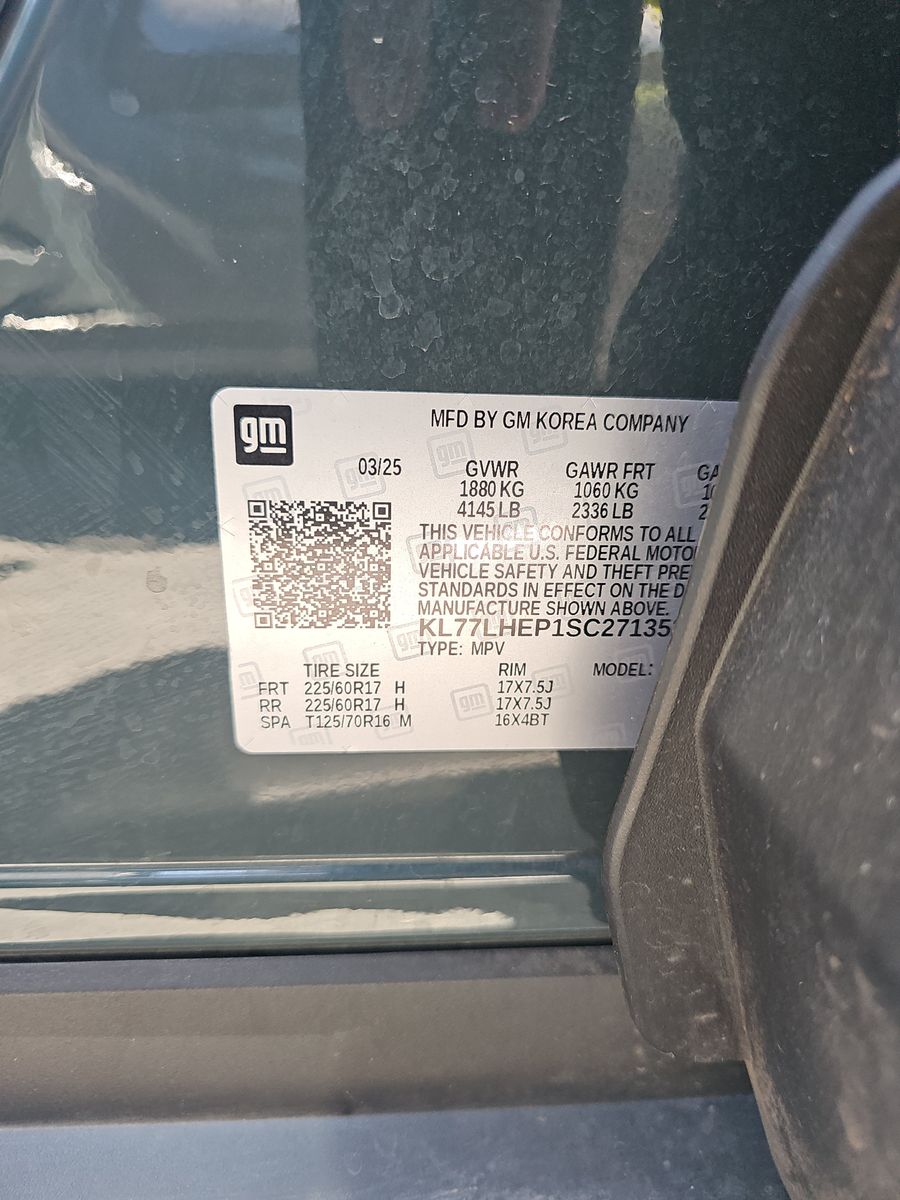 gm
MFD BY GM KOREA COMPANY
03/25 GVWR GAWR FRT GA
1880 KG 1060 KG 10
4145 LB 2336 LB 2
THIS VEHICLE CONFORMS TO ALL
APPLICABLE U.S. FEDERAL MOTO
VEHICLE SAFETY AND THEFT PRE
STANDARDS IN EFFECT ON THE D
MANUFACTURE SHOWN ABOVE.
KL77LHEP1SC27135
TYPE: MPV
TIRE SIZE RIM MODEL:
FRT 225/60R17 H 17X7.5J
RR 225/60R17 H 17X7.5J
SPA T125/70R16 M 16X4BT